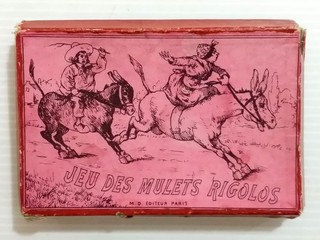 JEU DES MULETS RIGOLOS
M.D. EDITEUR PARIS